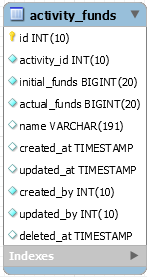 activity_funds
id INT(10)
activity_id INT(10)
initial_funds BIGINT(20)
actual_funds BIGINT(20)
name VARCHAR(191)
created_at TIMESTAMP
updated_at TIMESTAMP
created_by INT(10)
updated_by INT(10)
deleted_at TIMESTAMP
Indexes